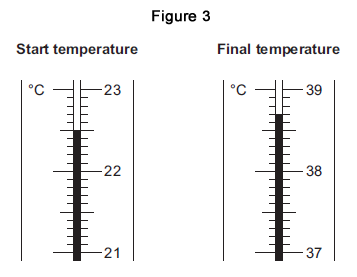 Figure 3
Start temperature Final temperature
°C 23 °C 39
22 38
21 37